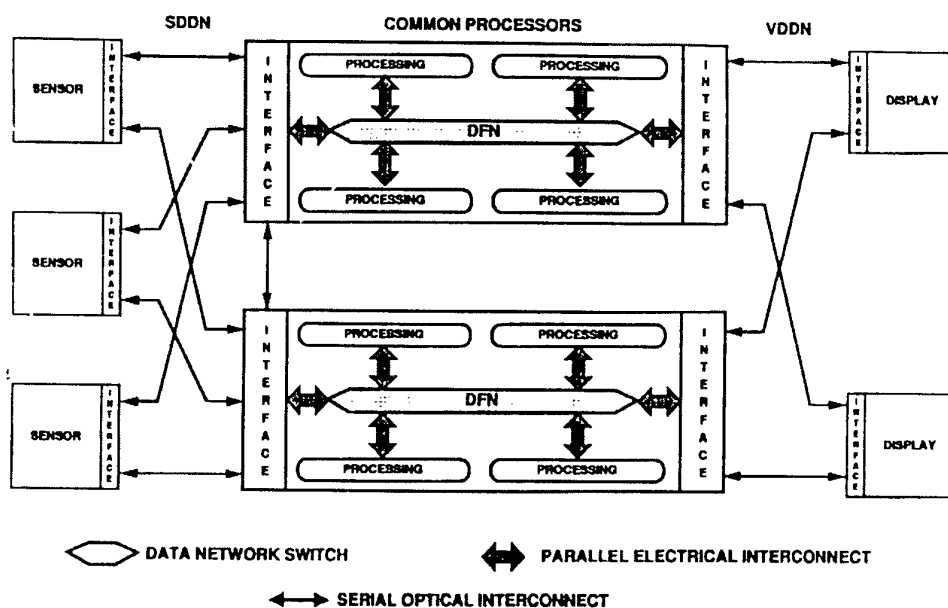 SDDN
COMMON PROCESSORS
VDDN
SENSOR
INTERFACE
INTERFACE
PROCESSING
PROCESSING
DFN
PROCESSING
PROCESSING
INTERFACE
INTERFACE
DISPLAY
SENSOR
INTERFACE
SENSOR
INTERFACE
INTERFACE
PROCESSING
PROCESSING
DFN
PROCESSING
PROCESSING
INTERFACE
INTERFACE
DISPLAY
DATA NETWORK SWITCH
PARALLEL ELECTRICAL INTERCONNECT
SERIAL OPTICAL INTERCONNECT